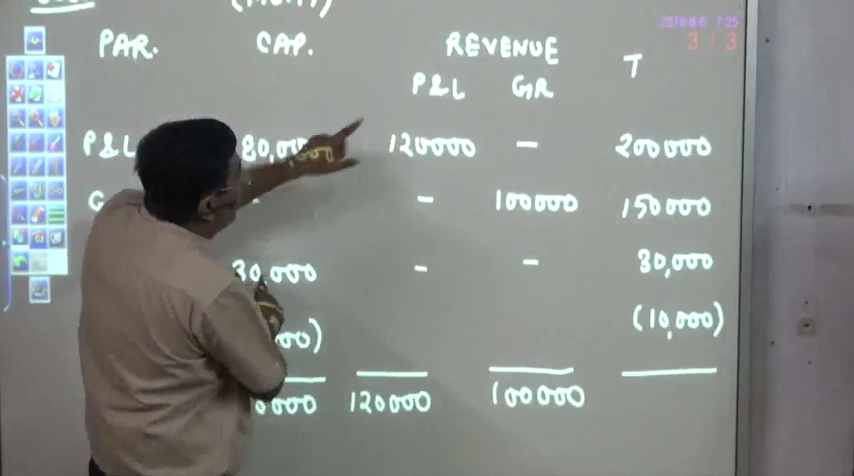 2018-8-6 7:25
3 / 3
PAR. CAP. REVENUE T
P&L GR
P&L 80,000 120000 - 200000
- 100000 150000
30,000 - - 30,000
(10,000)
120000 100000